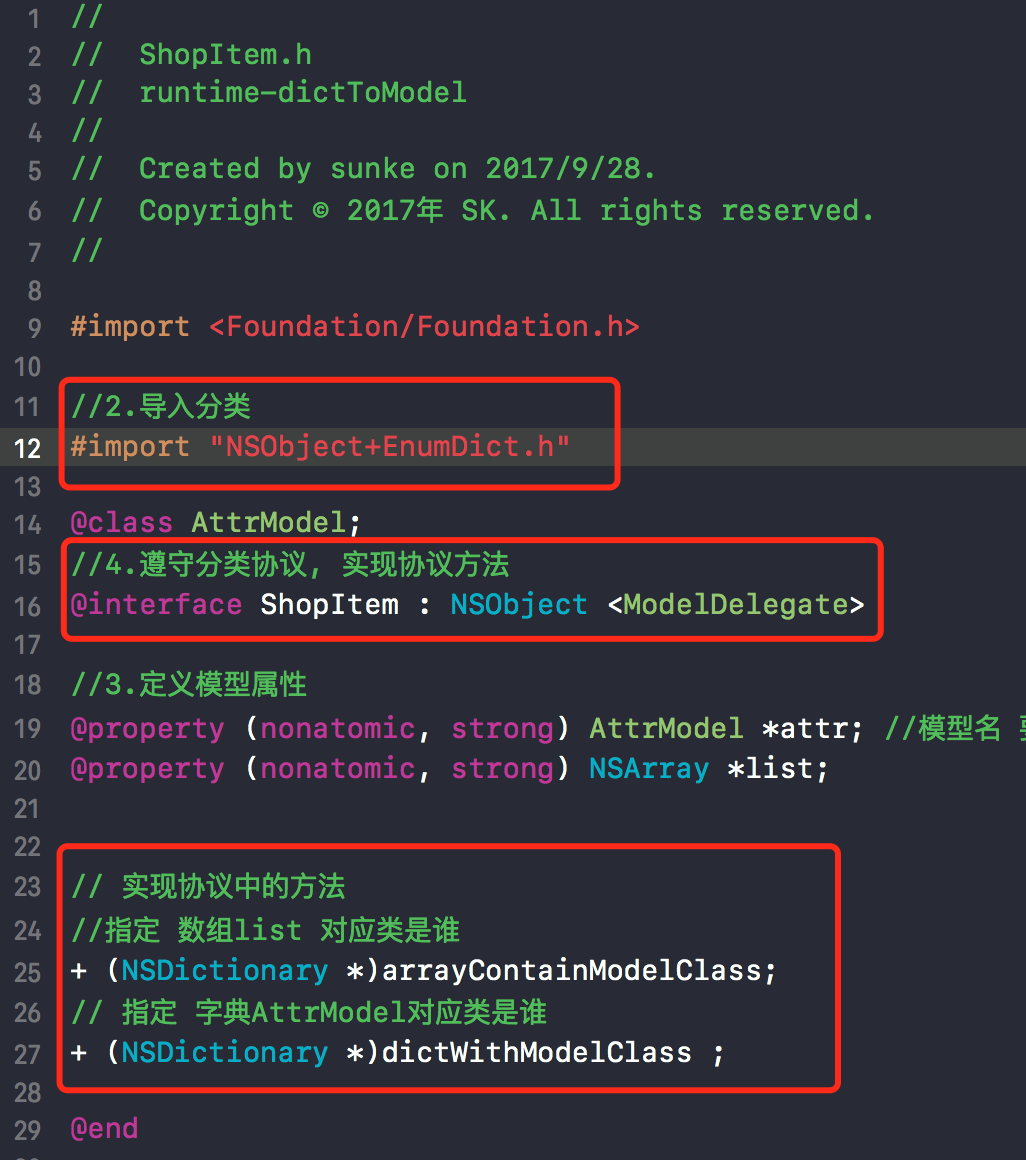 1 //
2 //  ShopItem.h
3 //  runtime-dictToModel
4 //
5 //  Created by sunke on 2017/9/28.
6 //  Copyright © 2017年 SK. All rights reserved.
7 //
8
9 #import <Foundation/Foundation.h>
10
11 //2.导入分类
12 #import "NSObject+EnumDict.h"
13
14 @class AttrModel;
15 //4.遵守分类协议, 实现协议方法
16 @interface ShopItem : NSObject <ModelDelegate>
17
18 //3.定义模型属性
19 @property (nonatomic, strong) AttrModel *attr; //模型名
20 @property (nonatomic, strong) NSArray *list;
21
22
23 // 实现协议中的方法
24 //指定 数组list 对应类是谁
25 + (NSDictionary *)arrayContainModelClass;
26 // 指定 字典AttrModel对应类是谁
27 + (NSDictionary *)dictWithModelClass ;
28
29 @end